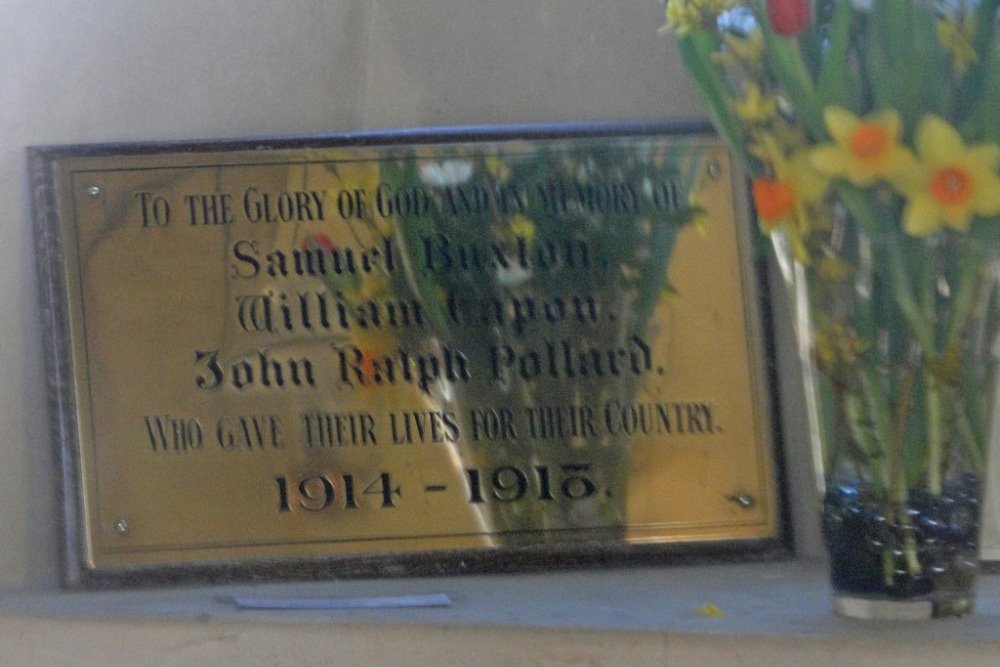 To the Glory of God and in memory of
Samuel Buxton.
William Capon.
John Ralph Pollard.
Who gave their lives for their Country.
1914 - 1918.